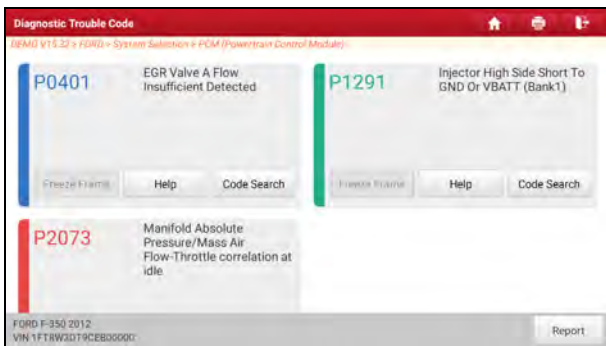 Diagnostic Trouble Code
DEMO V15.32 > FORD > System Selection > PCM (Powertrain Control Module)
P0401
EGR Valve A Flow
Insufficient Detected
Freeze Frame
Help
Code Search
P1291
Injector High Side Short To
GND Or VBATT (Bank1)
Freeze Frame
Help
Code Search
P2073
Manifold Absolute
Pressure/Mass Air
Flow-Throttle correlation at
idle
FORD F-350 2012
VIN 1FT8W3DT9CEB00000
Report